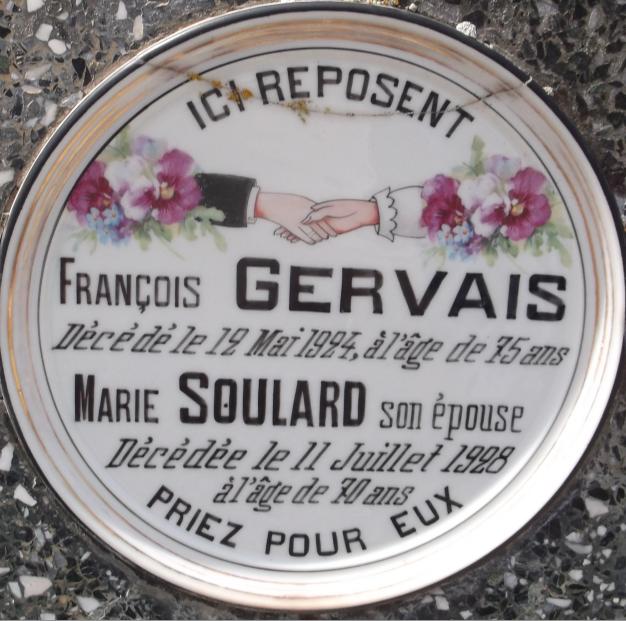 ICI REPOSENT
FRANÇOIS GERVAIS
Décédé le 12 Mai 1924, à l'âge de 75 ans
MARIE SOULARD son épouse
Décédée le 11 Juillet 1928
à l'âge de 70 ans
PRIEZ POUR EUX